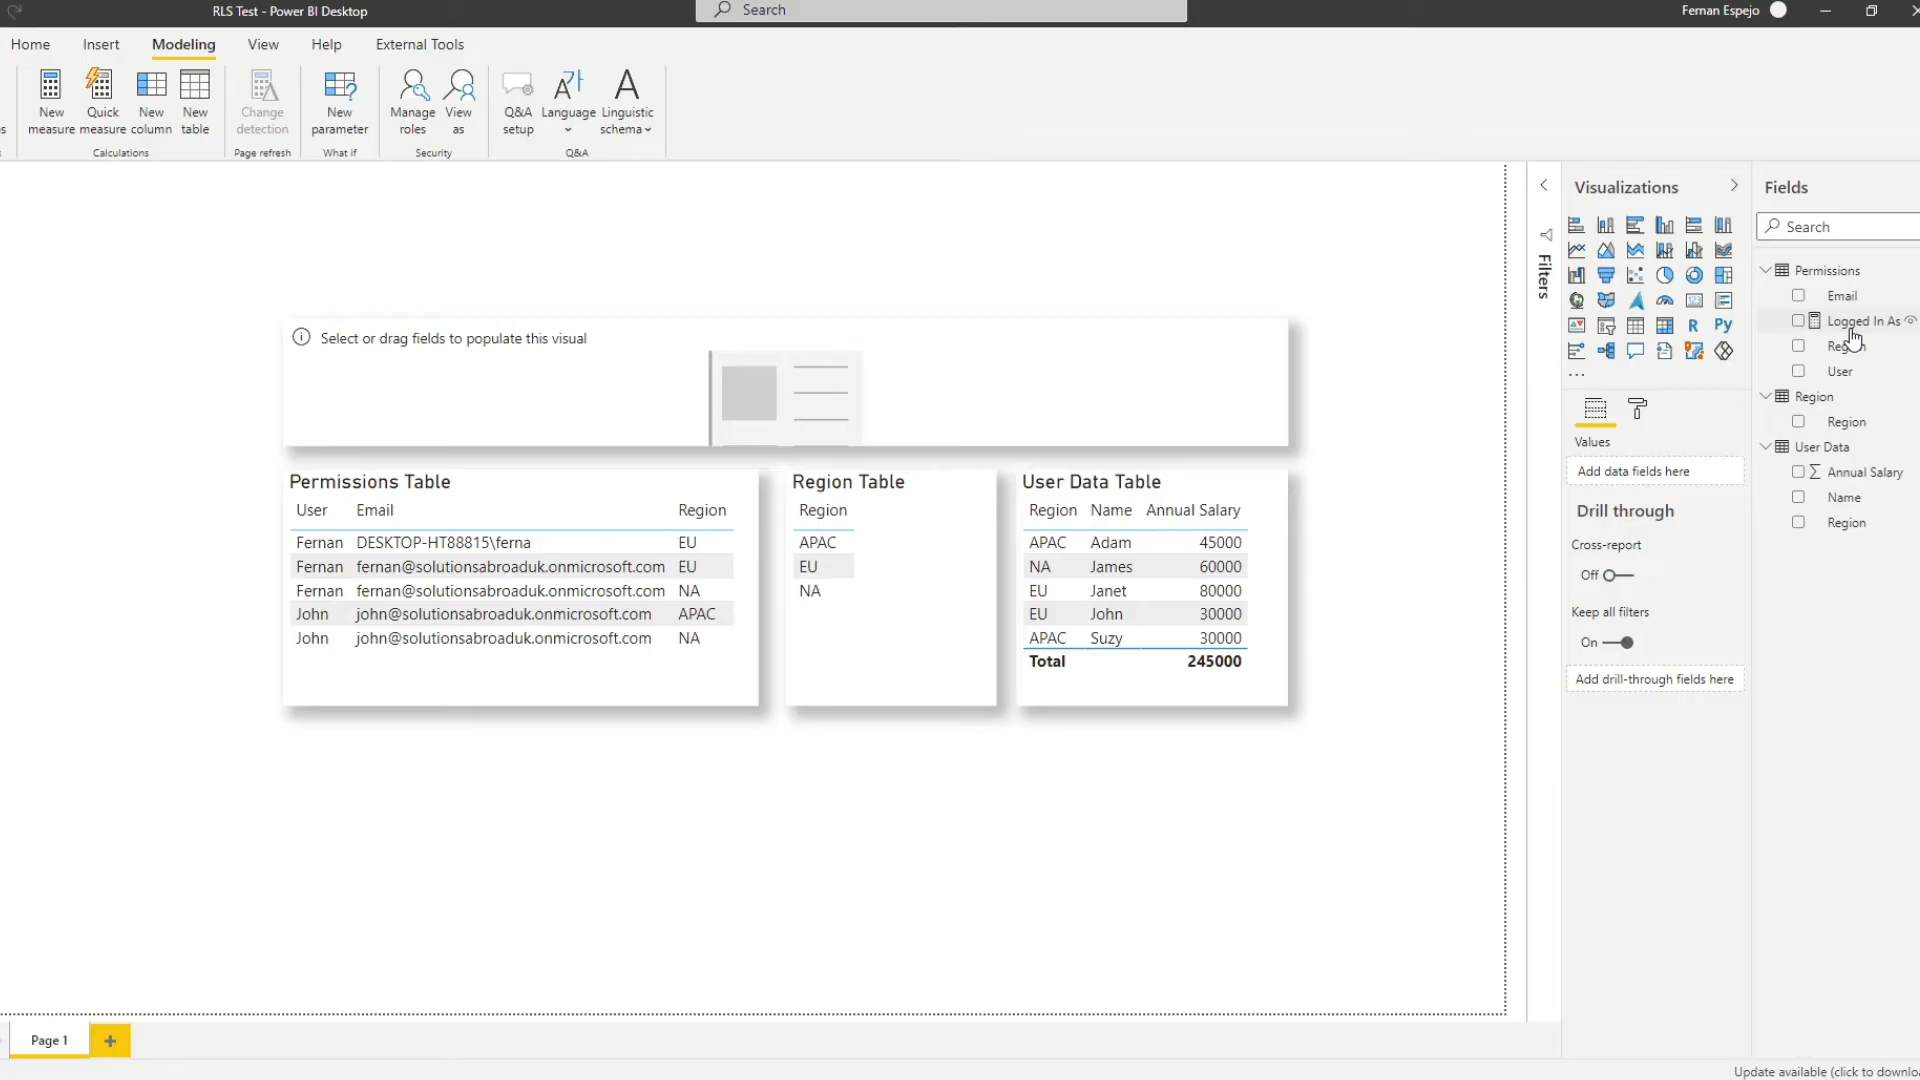 RLS Test - Power BI Desktop
Search
Fernan Espejo
Home Insert Modeling View Help External Tools
New measure
Quick measure
New column
New table
Calculations
Change detection
Page refresh
New parameter
What if
Manage roles
View as
Security
Q&A setup
Language
Linguistic schema
Q&A
Select or drag fields to populate this visual
Permissions Table
User Email Region
Fernan DESKTOP-HT88815\ferna EU
Fernan fernan@solutionsabroaduk.onmicrosoft.com EU
Fernan fernan@solutionsabroaduk.onmicrosoft.com NA
John john@solutionsabroaduk.onmicrosoft.com APAC
John john@solutionsabroaduk.onmicrosoft.com NA
Region Table
Region
APAC
EU
NA
User Data Table
Region Name Annual Salary
APAC Adam 45000
NA James 60000
EU Janet 80000
EU John 30000
APAC Suzy 30000
Total 245000
Filters
Visualizations
R Py
Values
Add data fields here
Drill through
Cross-report
Off
Keep all filters
On
Add drill-through fields here
Fields
Search
Permissions
Email
Logged In As
Region
User
Region
Region
User Data
Annual Salary
Name
Region
Page 1
Update available (click to downlo